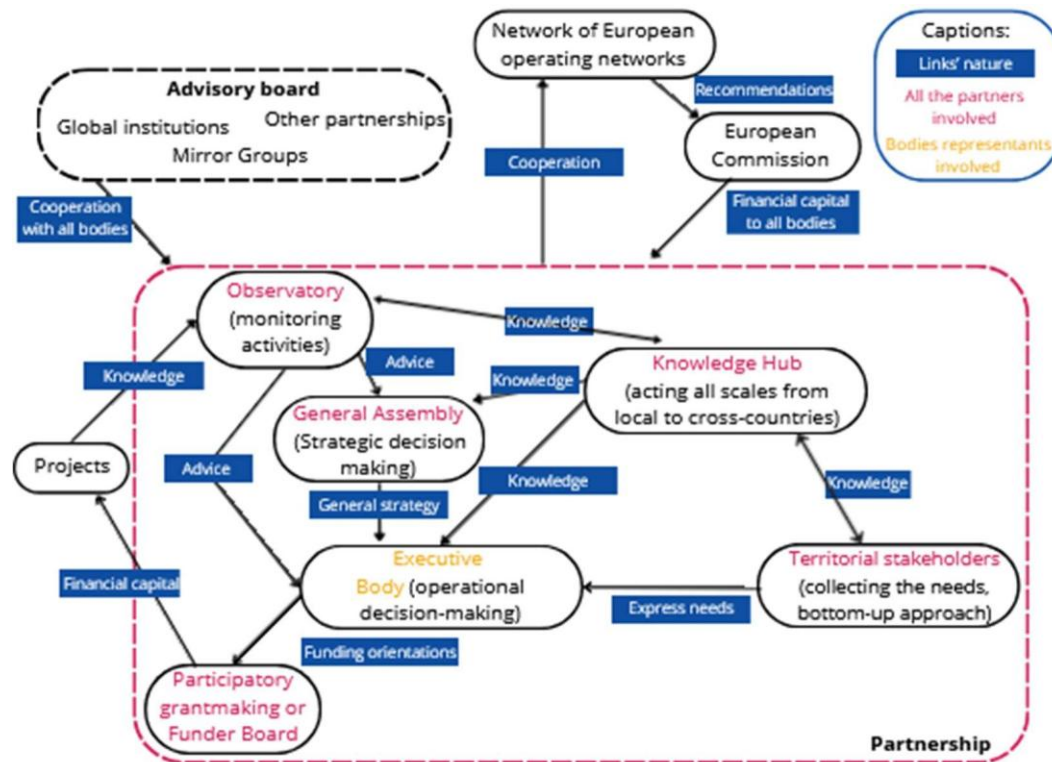 Network of European
operating networks
Captions:
Links' nature
All the partners
involved
Bodies representants
involved
Advisory board
Global institutions
Other partnerships
Mirror Groups
Recommendations
European
Commission
Cooperation
Cooperation
with all bodies
Financial capital
to all bodies
Observatory
(monitoring
activities)
Knowledge
Knowledge
Advice
Knowledge
Knowledge Hub
(acting all scales from
local to cross-countries)
General Assembly
(Strategic decision
making)
Projects
Advice
Knowledge
Knowledge
General strategy
Executive
Body (operational
decision-making)
Territorial stakeholders
(collecting the needs,
bottom-up approach)
Financial capital
Express needs
Funding orientations
Participatory
grantmaking or
Funder Board
Partnership